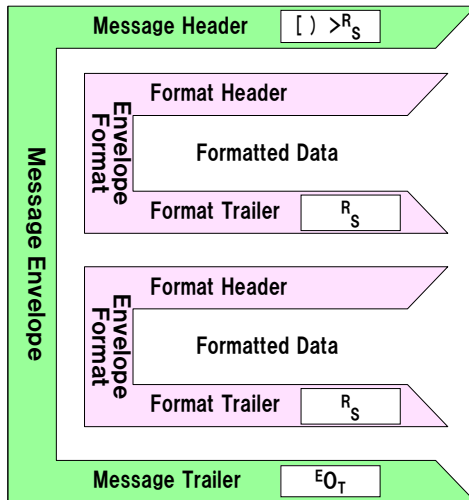 Message Header [ ) >RS
Format Header
Envelope Format
Formatted Data
Format Trailer RS
Message Envelope
Format Header
Envelope Format
Formatted Data
Format Trailer RS
Message Trailer EOT